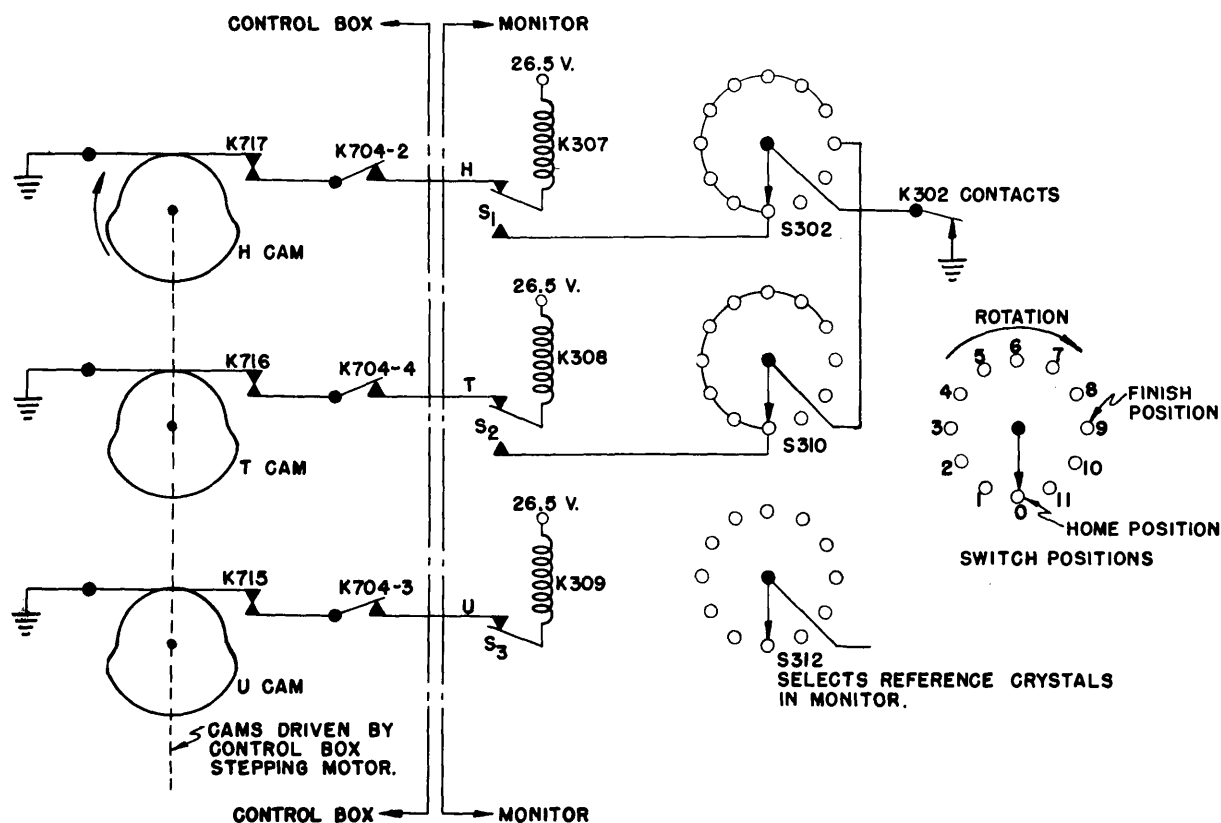 CONTROL BOX
MONITOR
26.5 V.
K717
K704-2
H
K307
S1
S302
K302 CONTACTS
H CAM
26.5 V.
K716
K704-4
T
K308
S2
S310
T CAM
ROTATION
0
1
2
3
4
5
6
7
8
9
10
11
FINISH
POSITION
HOME POSITION
SWITCH POSITIONS
26.5 V.
K715
K704-3
U
K309
S3
S312
SELECTS REFERENCE CRYSTALS
IN MONITOR.
U CAM
CAMS DRIVEN BY
CONTROL BOX
STEPPING MOTOR.
CONTROL BOX
MONITOR